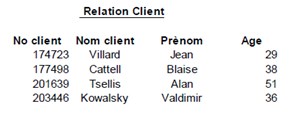 Relation Client
No client Nom client Prènom Age
174723 Villard Jean 29
177498 Cattell Blaise 38
201639 Tsellis Alan 51
203446 Kowalsky Valdimir 36